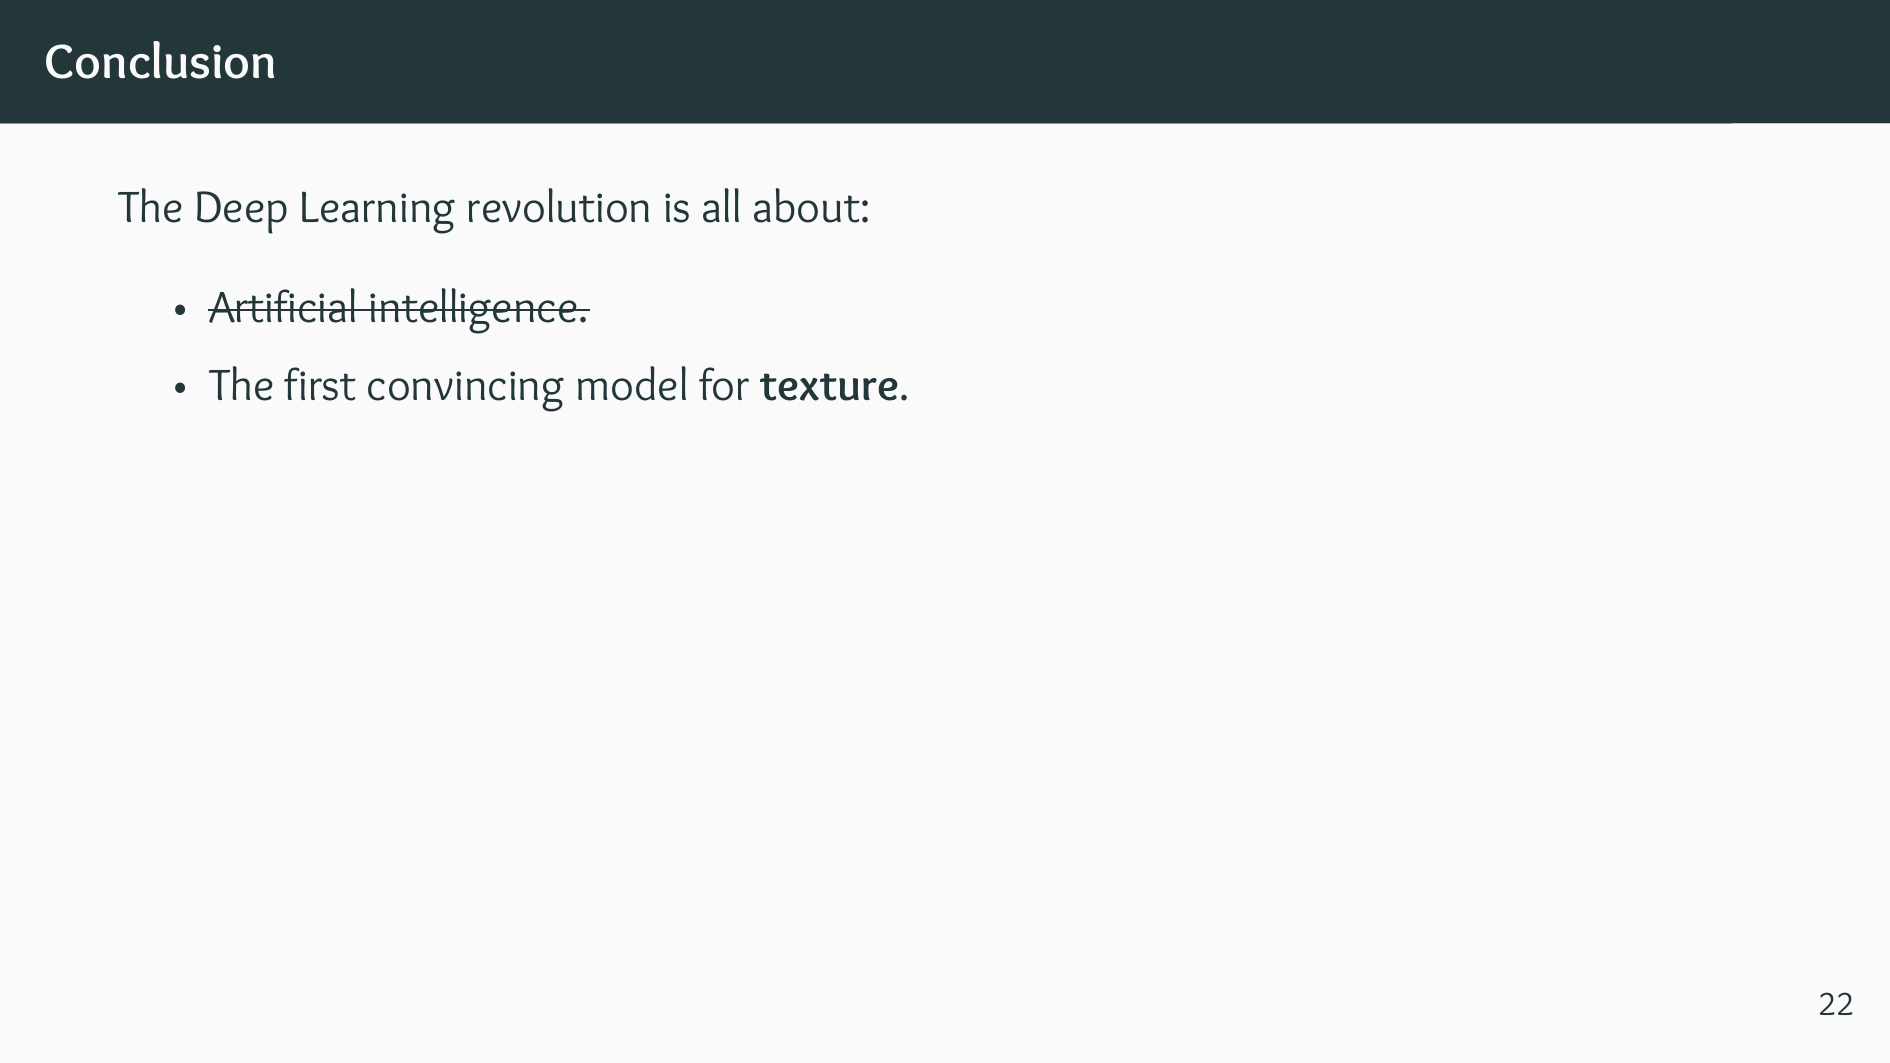 Conclusion
The Deep Learning revolution is all about:
• Artificial intelligence.
• The first convincing model for texture.
22